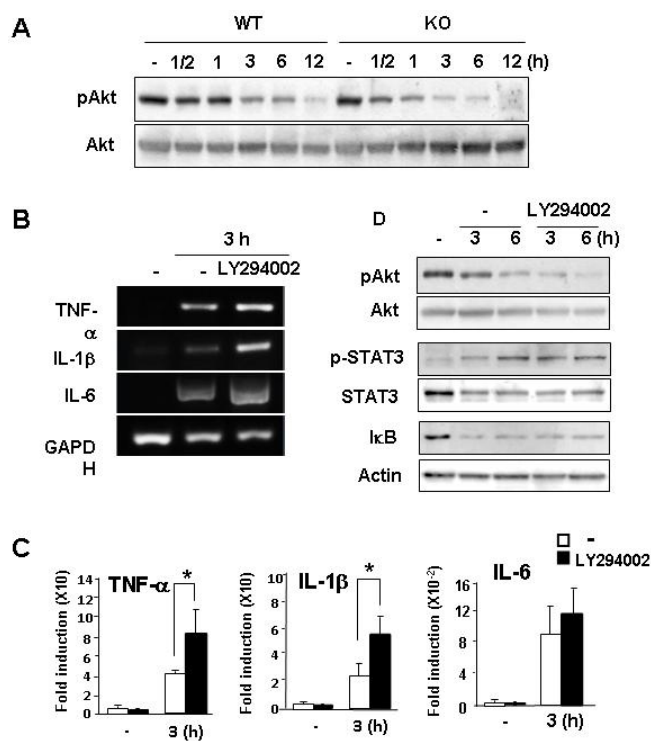 A
WT KO
- 1/2 1 3 6 12 - 1/2 1 3 6 12 (h)
pAkt
Akt
B
3 h
- - LY294002
TNF-
α
IL-1β
IL-6
GAPD
H
D
- LY294002
- 3 6 3 6 (h)
pAkt
Akt
p-STAT3
STAT3
IκB
Actin
C
- 
LY294002
TNF-α
Fold induction (X10)
14
12
10
8
6
4
2
0
*
- 3 (h)
IL-1β
Fold induction (X10)
10
8
6
4
2
0
*
- 3 (h)
IL-6
Fold induction (X10⁻²)
16
12
8
4
0
- 3 (h)